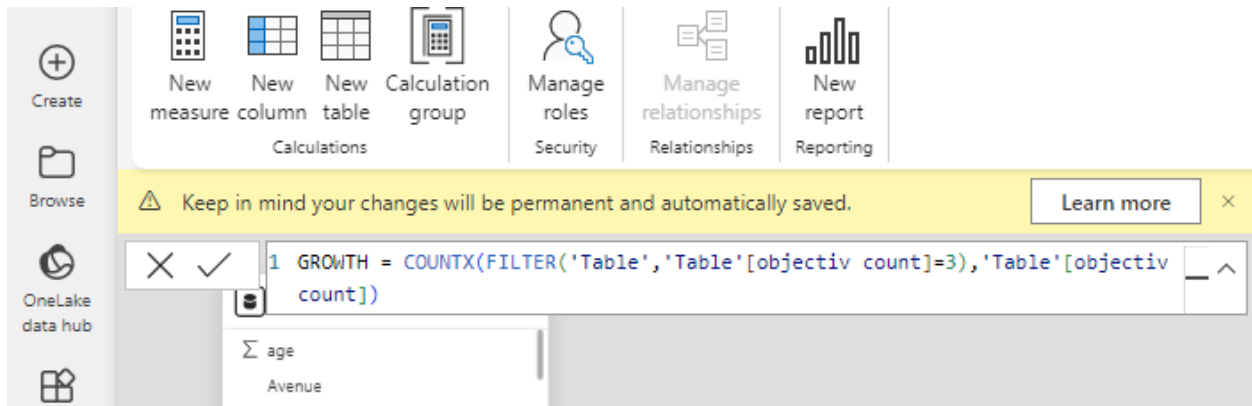 Create
Browse
OneLake
data hub
New
measure
New
column
New
table
Calculation
group
Calculations
Manage
roles
Security
Manage
relationships
Relationships
New
report
Reporting
Keep in mind your changes will be permanent and automatically saved.
Learn more
1 GROWTH = COUNTX(FILTER('Table','Table'[objectiv count]=3),'Table'[objectiv
count])
∑ age
Avenue